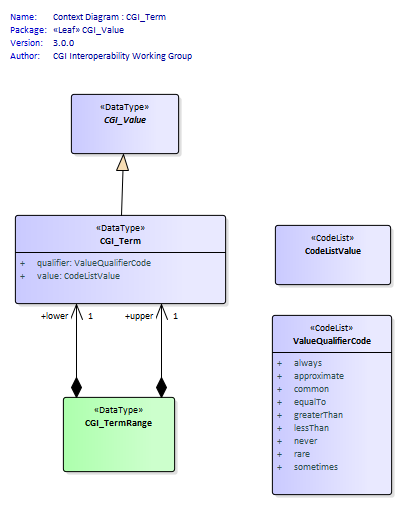 Name: Context Diagram : CGI_Term
Package: «Leaf» CGI_Value
Version: 3.0.0
Author: CGI Interoperability Working Group
«DataType»
CGI_Value
«DataType»
CGI_Term
+ qualifier: ValueQualifierCode
+ value: CodeListValue
«CodeList»
CodeListValue
+lower 1 +upper 1
«DataType»
CGI_TermRange
«CodeList»
ValueQualifierCode
+ always
+ approximate
+ common
+ equalTo
+ greaterThan
+ lessThan
+ never
+ rare
+ sometimes